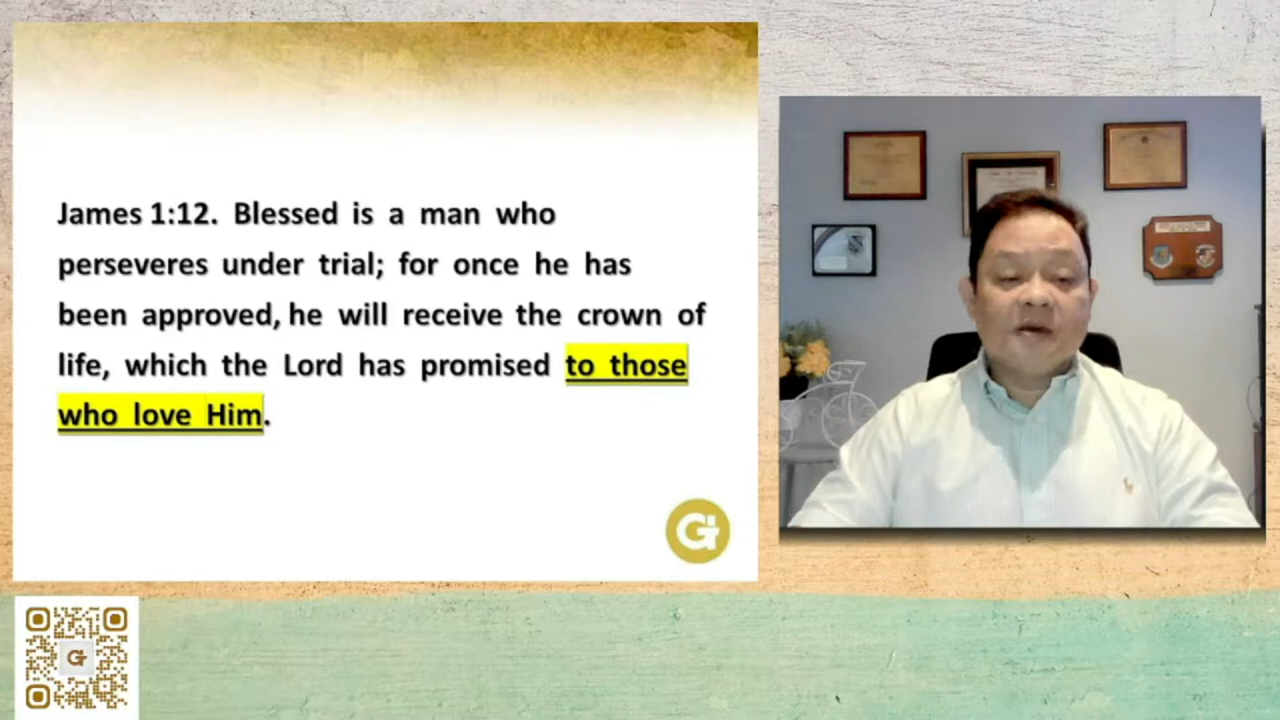 James 1:12. Blessed is a man who
perseveres under trial; for once he has
been approved, he will receive the crown of
life, which the Lord has promised to those
who love Him.